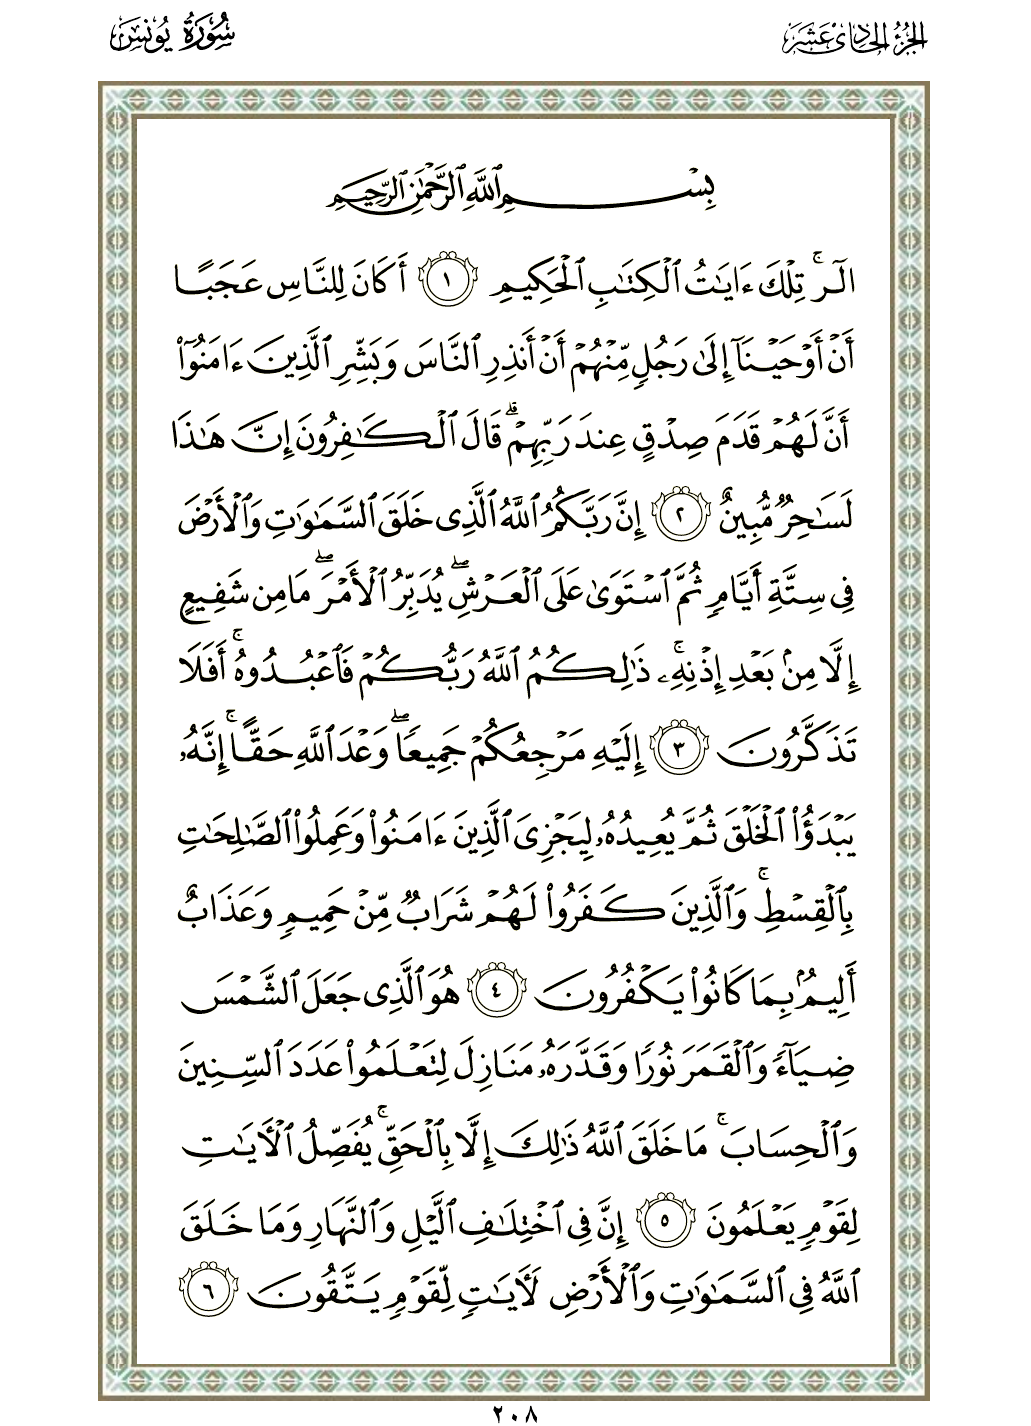 الجزء الحادي عشر
سورة يونس
بِسْمِ ٱللَّهِ ٱلرَّحْمَٰنِ ٱلرَّحِيمِ
الٓر ۚ تِلْكَ ءَايَٰتُ ٱلْكِتَٰبِ ٱلْحَكِيمِ ١ أَكَانَ لِلنَّاسِ عَجَبًا
أَنْ أَوْحَيْنَآ إِلَىٰ رَجُلٍ مِّنْهُمْ أَنْ أَنذِرِ ٱلنَّاسَ وَبَشِّرِ ٱلَّذِينَ ءَامَنُوٓا۟
أَنَّ لَهُمْ قَدَمَ صِدْقٍ عِندَ رَبِّهِمْ ۗ قَالَ ٱلْكَٰفِرُونَ إِنَّ هَٰذَا
لَسَٰحِرٌ مُّبِينٌ ٢ إِنَّ رَبَّكُمُ ٱللَّهُ ٱلَّذِى خَلَقَ ٱلسَّمَٰوَٰتِ وَٱلْأَرْضَ
فِى سِتَّةِ أَيَّامٍ ثُمَّ ٱسْتَوَىٰ عَلَى ٱلْعَرْشِ ۖ يُدَبِّرُ ٱلْأَمْرَ ۖ مَا مِن شَفِيعٍ
إِلَّا مِنۢ بَعْدِ إِذْنِهِۦ ۚ ذَٰلِكُمُ ٱللَّهُ رَبُّكُمْ فَٱعْبُدُوهُ ۚ أَفَلَا
تَذَكَّرُونَ ٣ إِلَيْهِ مَرْجِعُكُمْ جَمِيعًا ۖ وَعْدَ ٱللَّهِ حَقًّا ۚ إِنَّهُۥ
يَبْدَؤُا۟ ٱلْخَلْقَ ثُمَّ يُعِيدُهُۥ لِيَجْزِىَ ٱلَّذِينَ ءَامَنُوا۟ وَعَمِلُوا۟ ٱلصَّٰلِحَٰتِ
بِٱلْقِسْطِ ۚ وَٱلَّذِينَ كَفَرُوا۟ لَهُمْ شَرَابٌ مِّنْ حَمِيمٍ وَعَذَابٌ
أَلِيمٌۢ بِمَا كَانُوا۟ يَكْفُرُونَ ٤ هُوَ ٱلَّذِى جَعَلَ ٱلشَّمْسَ
ضِيَآءً وَٱلْقَمَرَ نُورًا وَقَدَّرَهُۥ مَنَازِلَ لِتَعْلَمُوا۟ عَدَدَ ٱلسِّنِينَ
وَٱلْحِسَابَ ۚ مَا خَلَقَ ٱللَّهُ ذَٰلِكَ إِلَّا بِٱلْحَقِّ ۚ يُفَصِّلُ ٱلْـَٔايَٰتِ
لِقَوْمٍ يَعْلَمُونَ ٥ إِنَّ فِى ٱخْتِلَٰفِ ٱلَّيْلِ وَٱلنَّهَارِ وَمَا خَلَقَ
ٱللَّهُ فِى ٱلسَّمَٰوَٰتِ وَٱلْأَرْضِ لَـَٔايَٰتٍ لِّقَوْمٍ يَتَّقُونَ ٦
٢٠٨